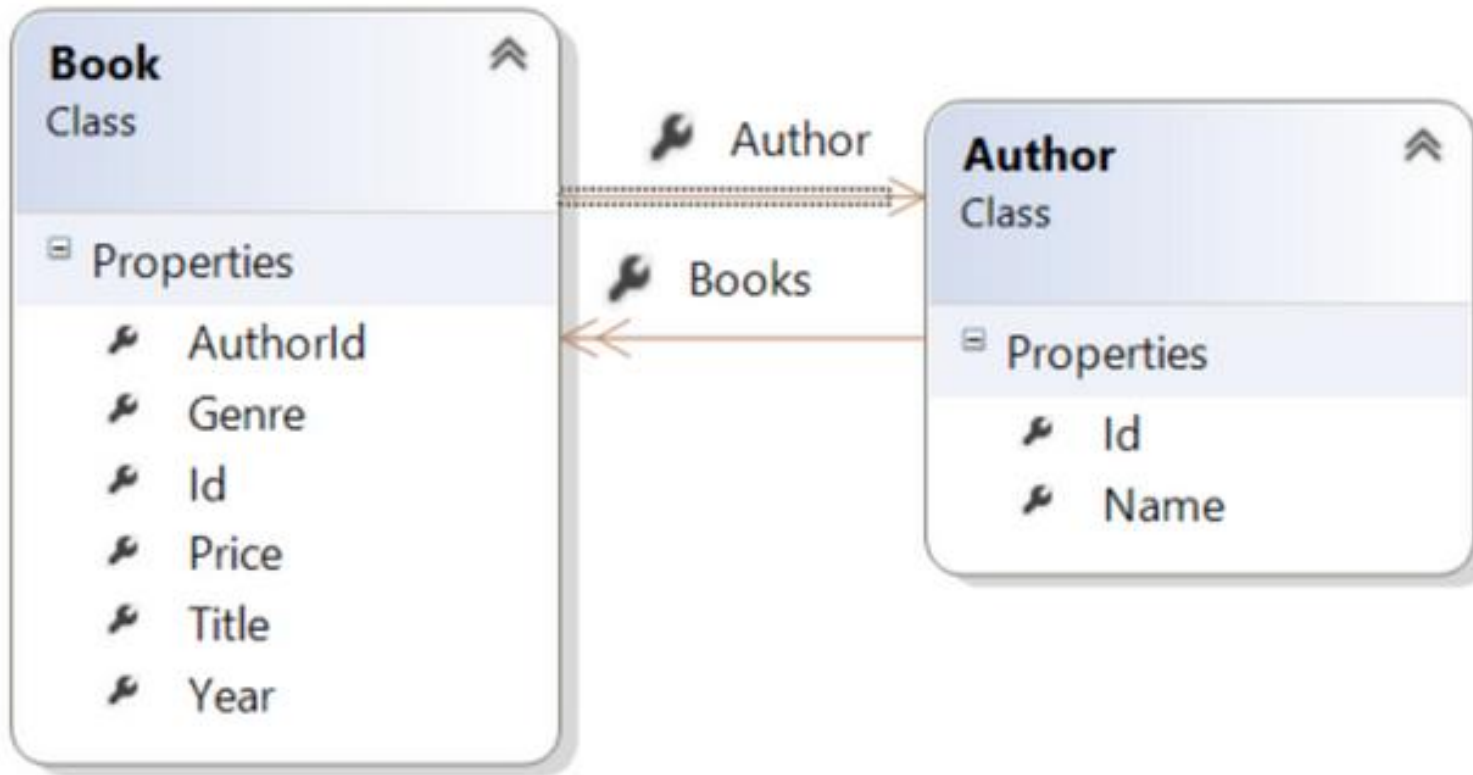 Book
Class
Properties
AuthorId
Genre
Id
Price
Title
Year
Author
Books
Author
Class
Properties
Id
Name